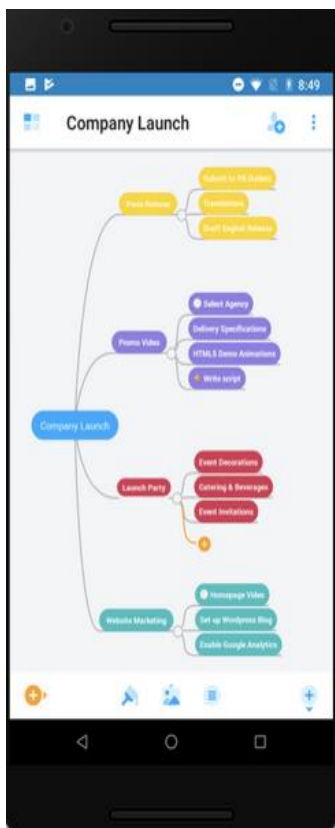 8:49
Company Launch
Submit to PR Outlets
Press Release
Translations
Draft English Release
Select Agency
Delivery Specifications
Promo Video
HTML5 Demo Animations
Write script
Company Launch
Event Decorations
Launch Party
Catering & Beverages
Event Invitations
Homepage Video
Website Marketing
Set up Wordpress Blog
Enable Google Analytics